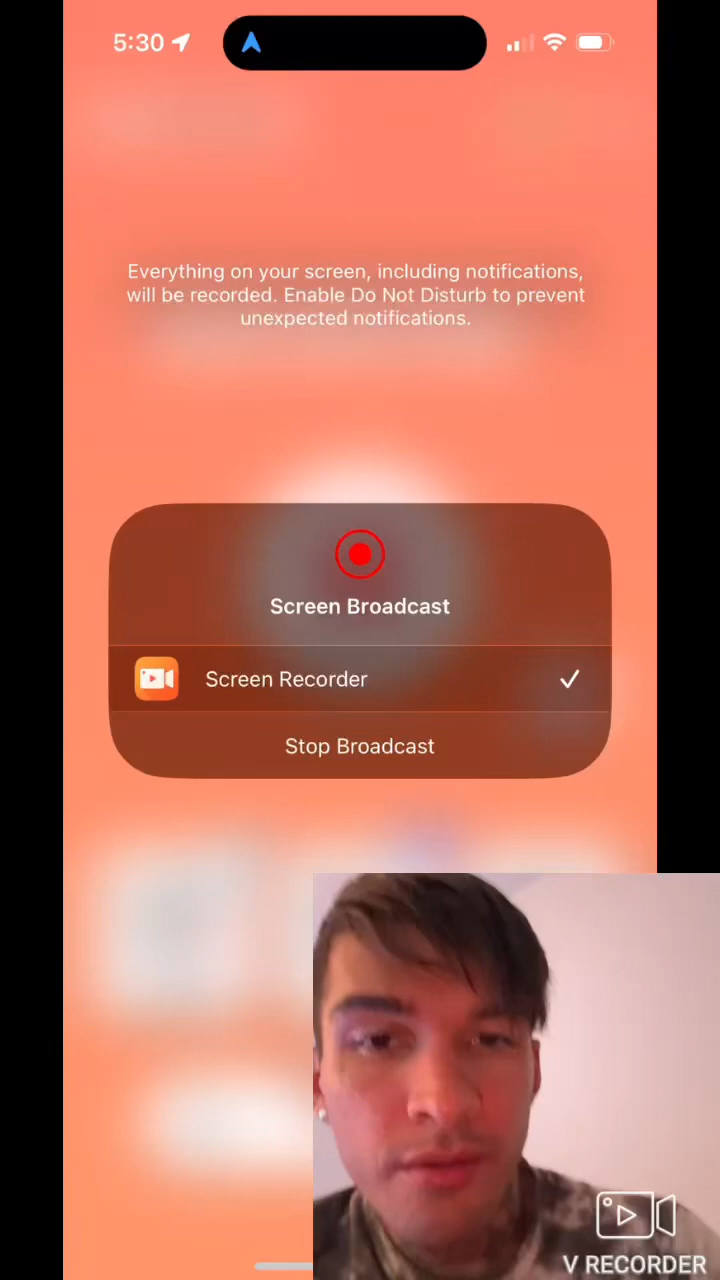 5:30
Everything on your screen, including notifications,
will be recorded. Enable Do Not Disturb to prevent
unexpected notifications.
Screen Broadcast
Screen Recorder
Stop Broadcast
V RECORDER